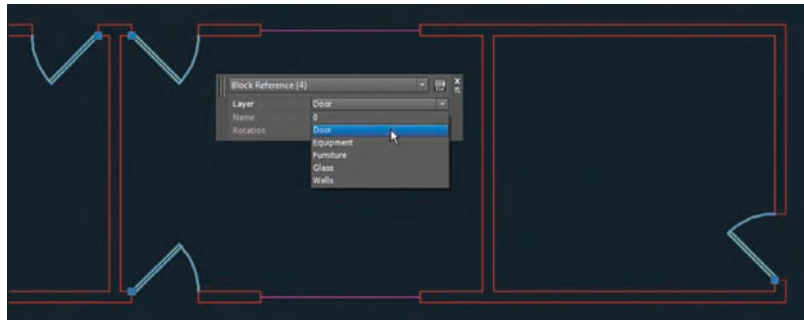 Block Reference (4)
Layer Door
Name 0
Rotation Door
Equipment
Furniture
Glass
Walls